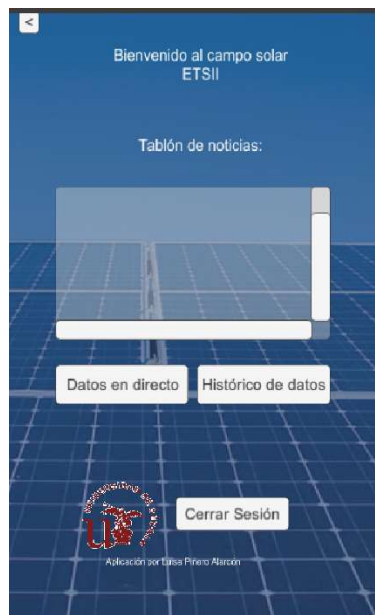 <
Bienvenido al campo solar
ETSII
Tablón de noticias:
Datos en directo
Histórico de datos
Cerrar Sesión
Aplicación por Luisa Piñero Alarcón